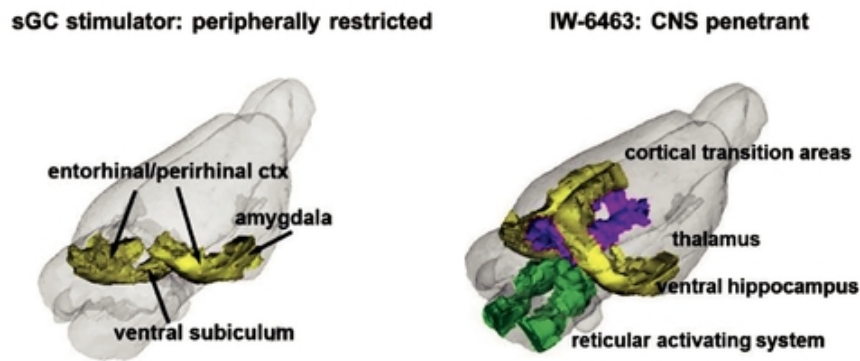 sGC stimulator: peripherally restricted
IW-6463: CNS penetrant
entorhinal/perirhinal ctx
amygdala
ventral subiculum
cortical transition areas
thalamus
ventral hippocampus
reticular activating system